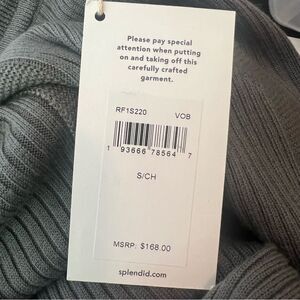 Please pay special
attention when putting
on and taking off this
carefully crafted
garment.
RF1S220 VOB
1 93666 78564 7
S/CH
MSRP: $168.00
splendid.com